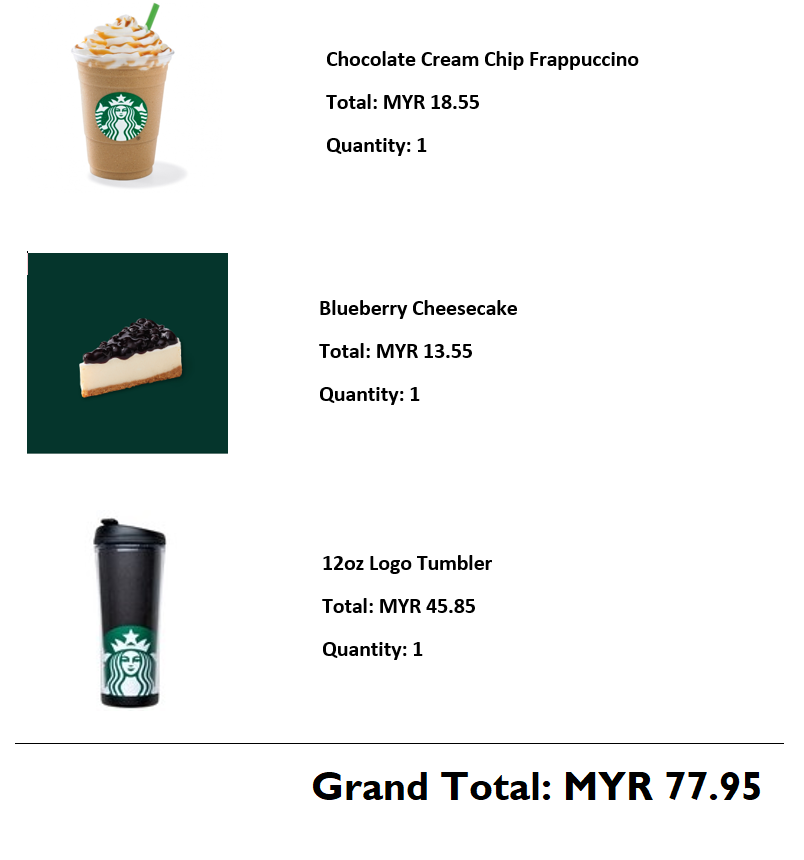 Chocolate Cream Chip Frappuccino
Total: MYR 18.55
Quantity: 1
Blueberry Cheesecake
Total: MYR 13.55
Quantity: 1
12oz Logo Tumbler
Total: MYR 45.85
Quantity: 1
Grand Total: MYR 77.95